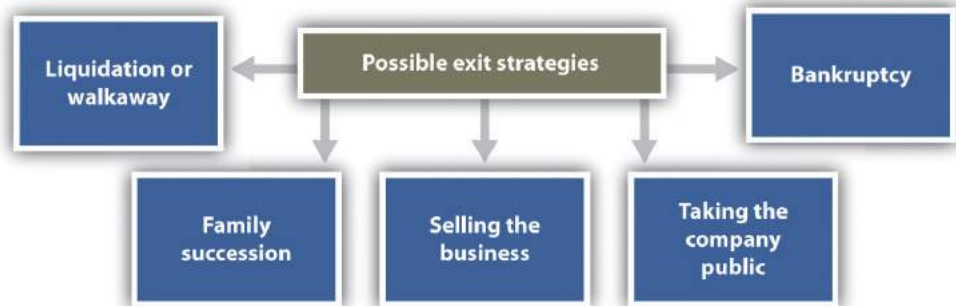 Possible exit strategies
Liquidation or
walkaway
Bankruptcy
Family
succession
Selling the
business
Taking the
company
public